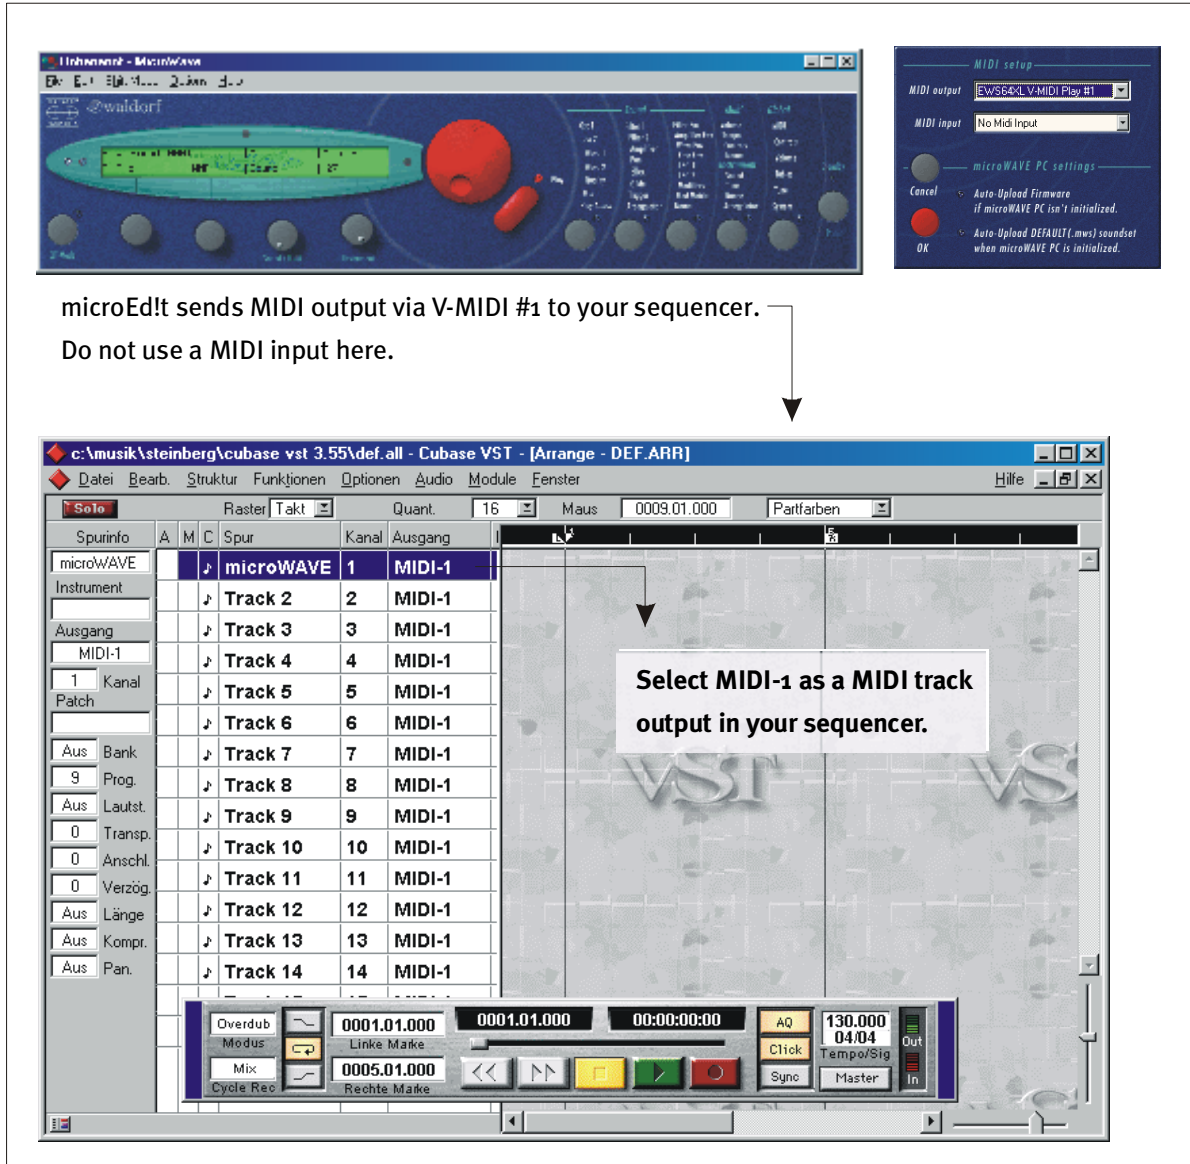 Unbenannt - MicroWave
waldorf
MIDI setup
MIDI output EWS64XL V-MIDI Play #1
MIDI input No Midi Input
microWAVE PC settings
Cancel
Auto-Upload Firmware
if microWAVE PC isn't initialized.
OK
Auto-Upload DEFAULT(.mws) soundset
when microWAVE PC is initialized.
microEd!t sends MIDI output via V-MIDI #1 to your sequencer.
Do not use a MIDI input here.
c:\musik\steinberg\cubase vst 3.55\def.all - Cubase VST - [Arrange - DEF.ARR]
Datei Bearb. Struktur Funktionen Optionen Audio Module Fenster Hilfe
Solo Raster Takt Quant. 16 Maus 0009.01.000 Partfarben
Spurinfo A M C Spur Kanal Ausgang
microWAVE
Instrument
Ausgang
MIDI-1
1 Kanal
Patch
Aus Bank
9 Prog.
Aus Lautst.
0 Transp.
0 Anschl.
0 Verzög.
Aus Länge
Aus Kompr.
Aus Pan.
microWAVE 1 MIDI-1
Track 2 2 MIDI-1
Track 3 3 MIDI-1
Track 4 4 MIDI-1
Track 5 5 MIDI-1
Track 6 6 MIDI-1
Track 7 7 MIDI-1
Track 8 8 MIDI-1
Track 9 9 MIDI-1
Track 10 10 MIDI-1
Track 11 11 MIDI-1
Track 12 12 MIDI-1
Track 13 13 MIDI-1
Track 14 14 MIDI-1
Select MIDI-1 as a MIDI track
output in your sequencer.
VST
Overdub
Modus
Mix
Cycle Rec
0001.01.000
Linke Marke
0005.01.000
Rechte Marke
0001.01.000 00:00:00:00
AQ
Click
Sync
130.000
04/04
Tempo/Sig
Master
Out
In